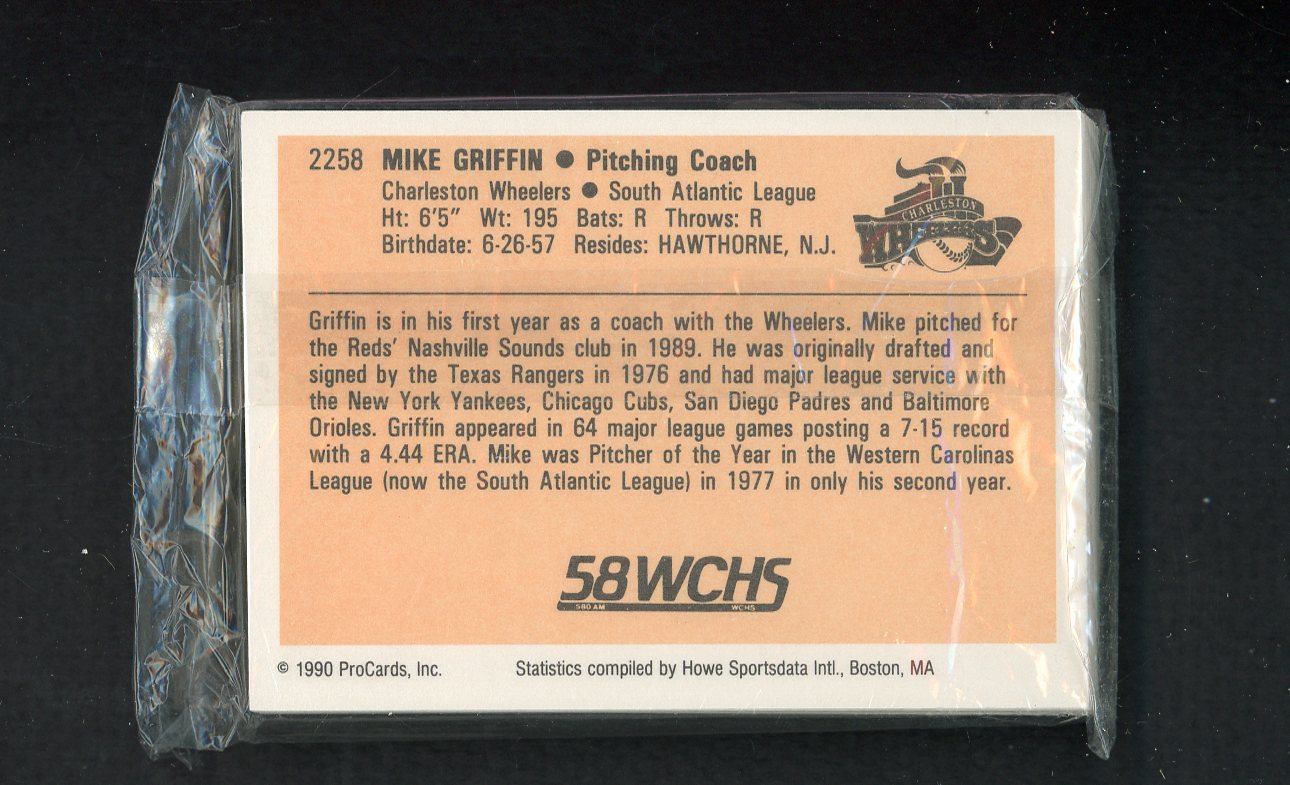 2258 MIKE GRIFFIN ● Pitching Coach
Charleston Wheelers ● South Atlantic League
Ht: 6'5" Wt: 195 Bats: R Throws: R
Birthdate: 6-26-57 Resides: HAWTHORNE, N.J.
CHARLESTON
WHEELERS
Griffin is in his first year as a coach with the Wheelers. Mike pitched for
the Reds' Nashville Sounds club in 1989. He was originally drafted and
signed by the Texas Rangers in 1976 and had major league service with
the New York Yankees, Chicago Cubs, San Diego Padres and Baltimore
Orioles. Griffin appeared in 64 major league games posting a 7-15 record
with a 4.44 ERA. Mike was Pitcher of the Year in the Western Carolinas
League (now the South Atlantic League) in 1977 in only his second year.
58 WCHS
580 AM WCHS
© 1990 ProCards, Inc. Statistics compiled by Howe Sportsdata Intl., Boston, MA